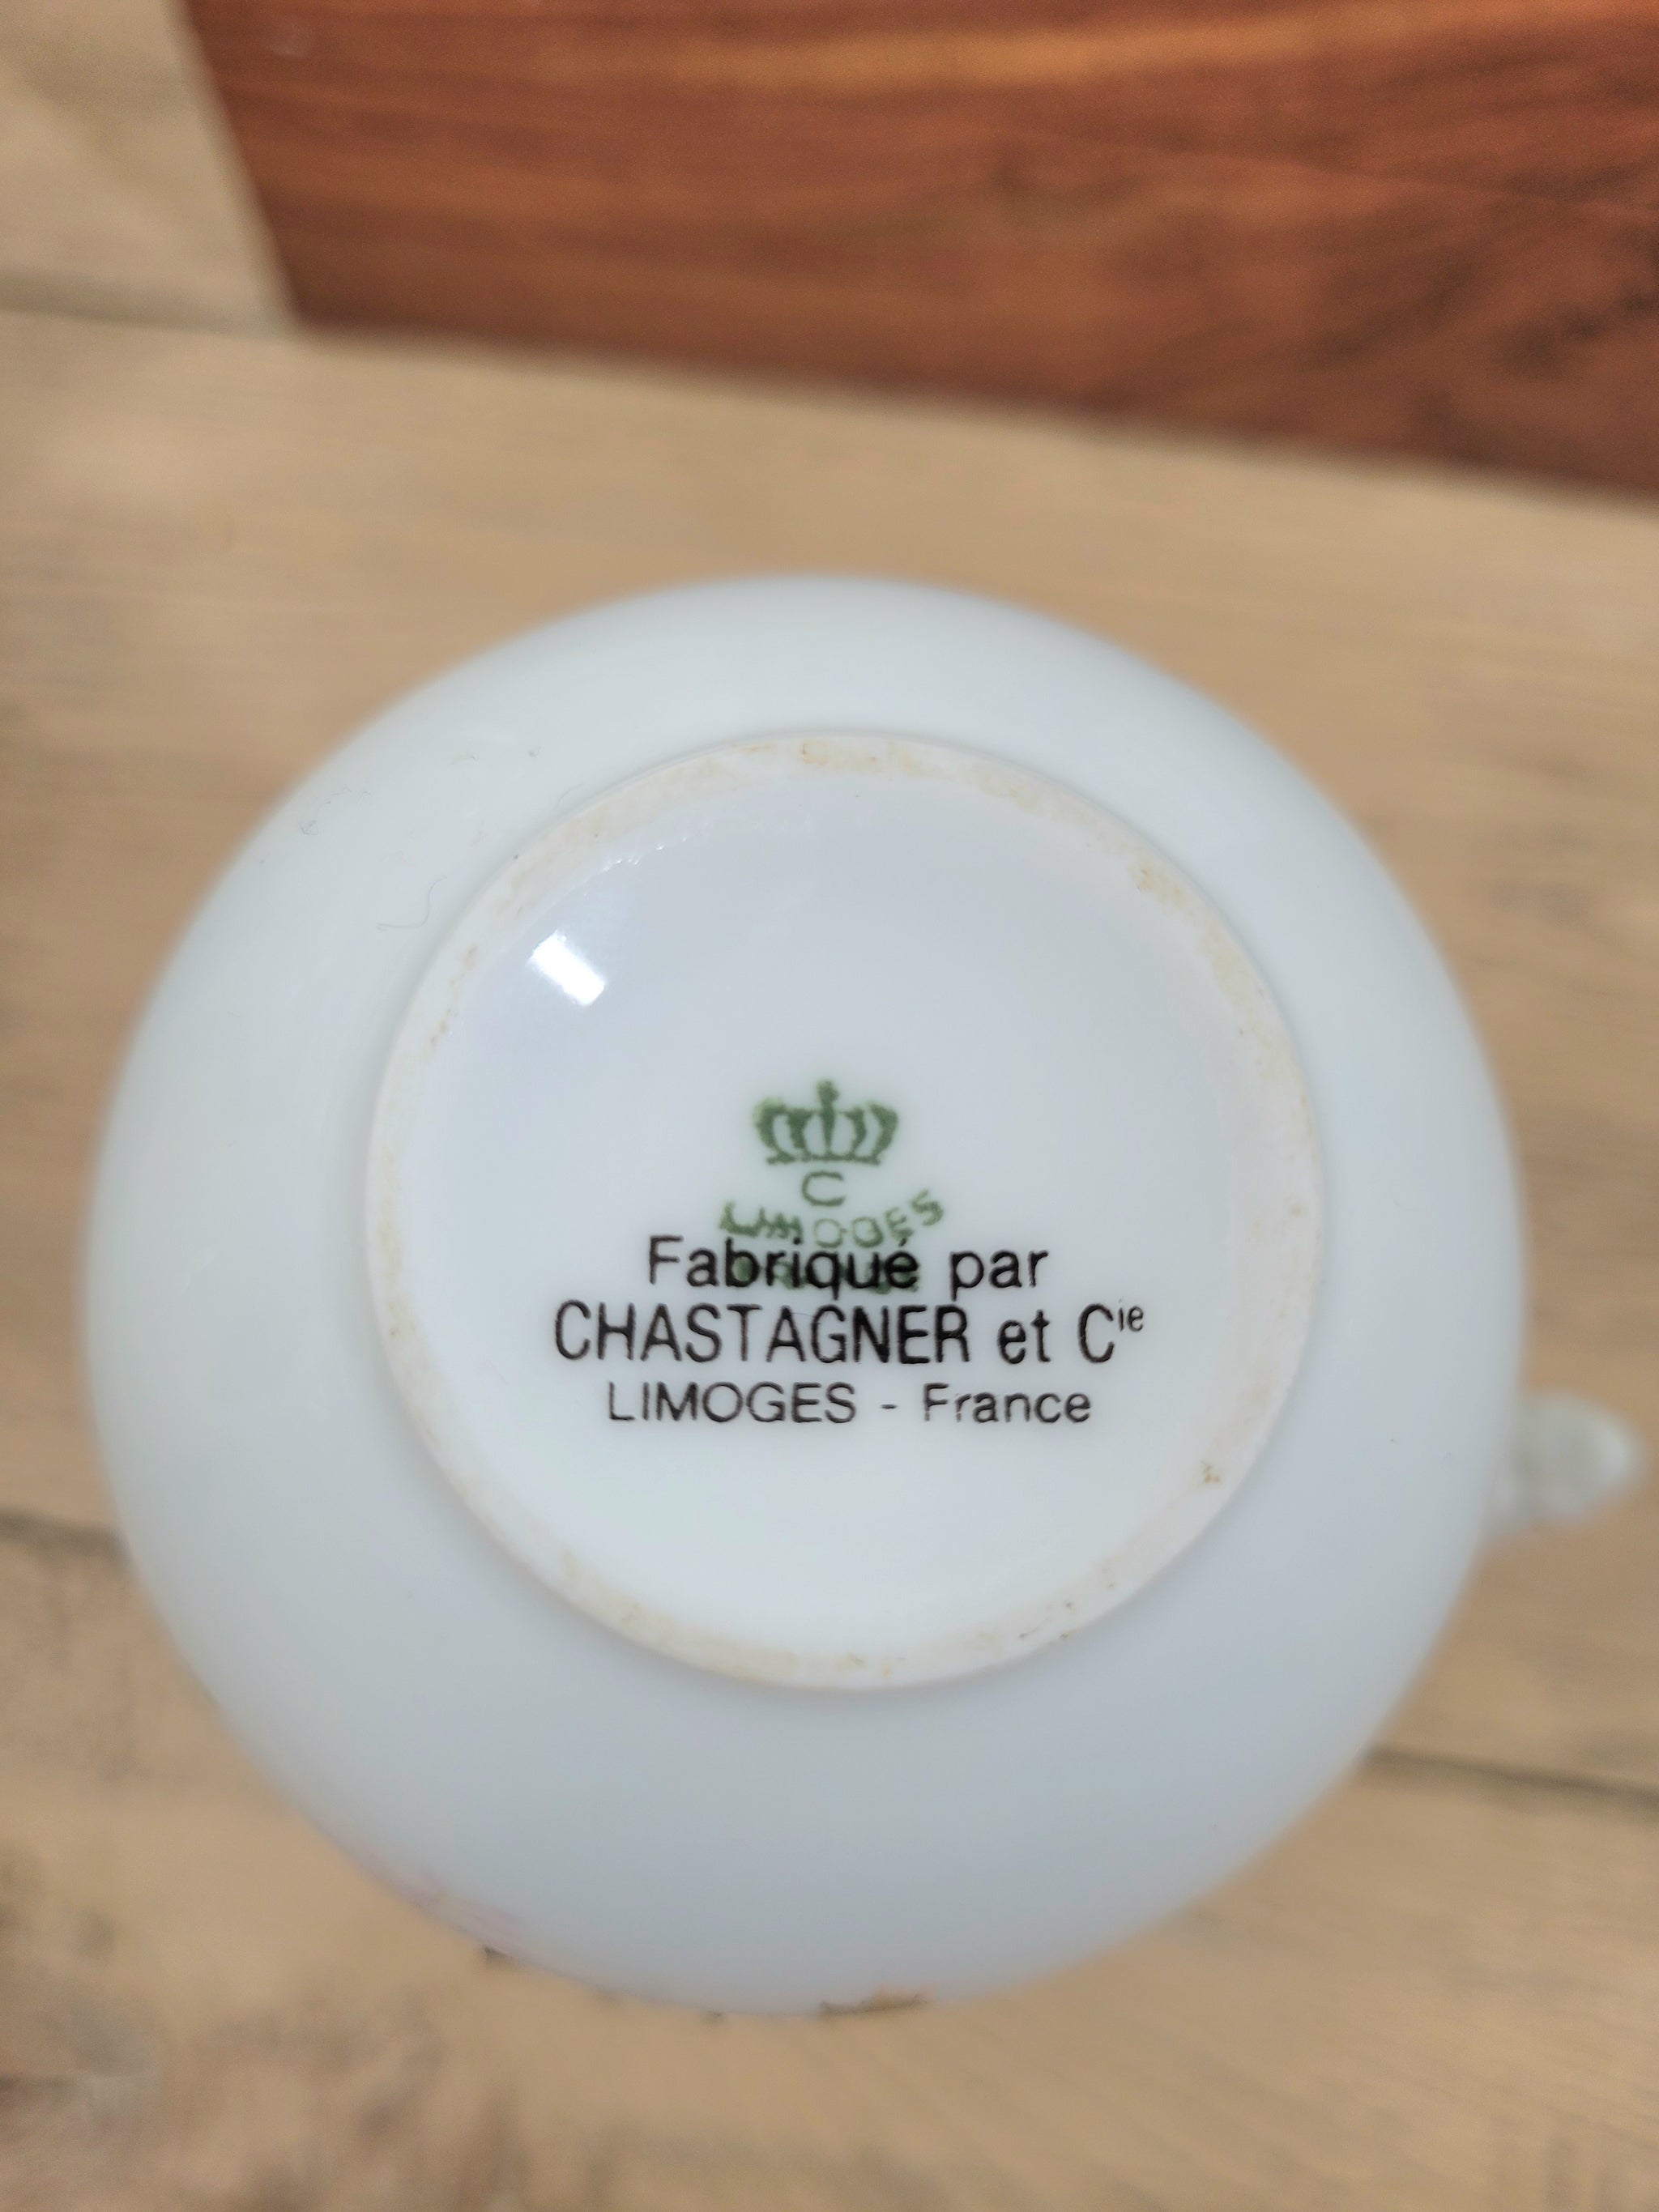 C
LIMOGES
Fabriqué par
CHASTAGNER et Cie
LIMOGES - France